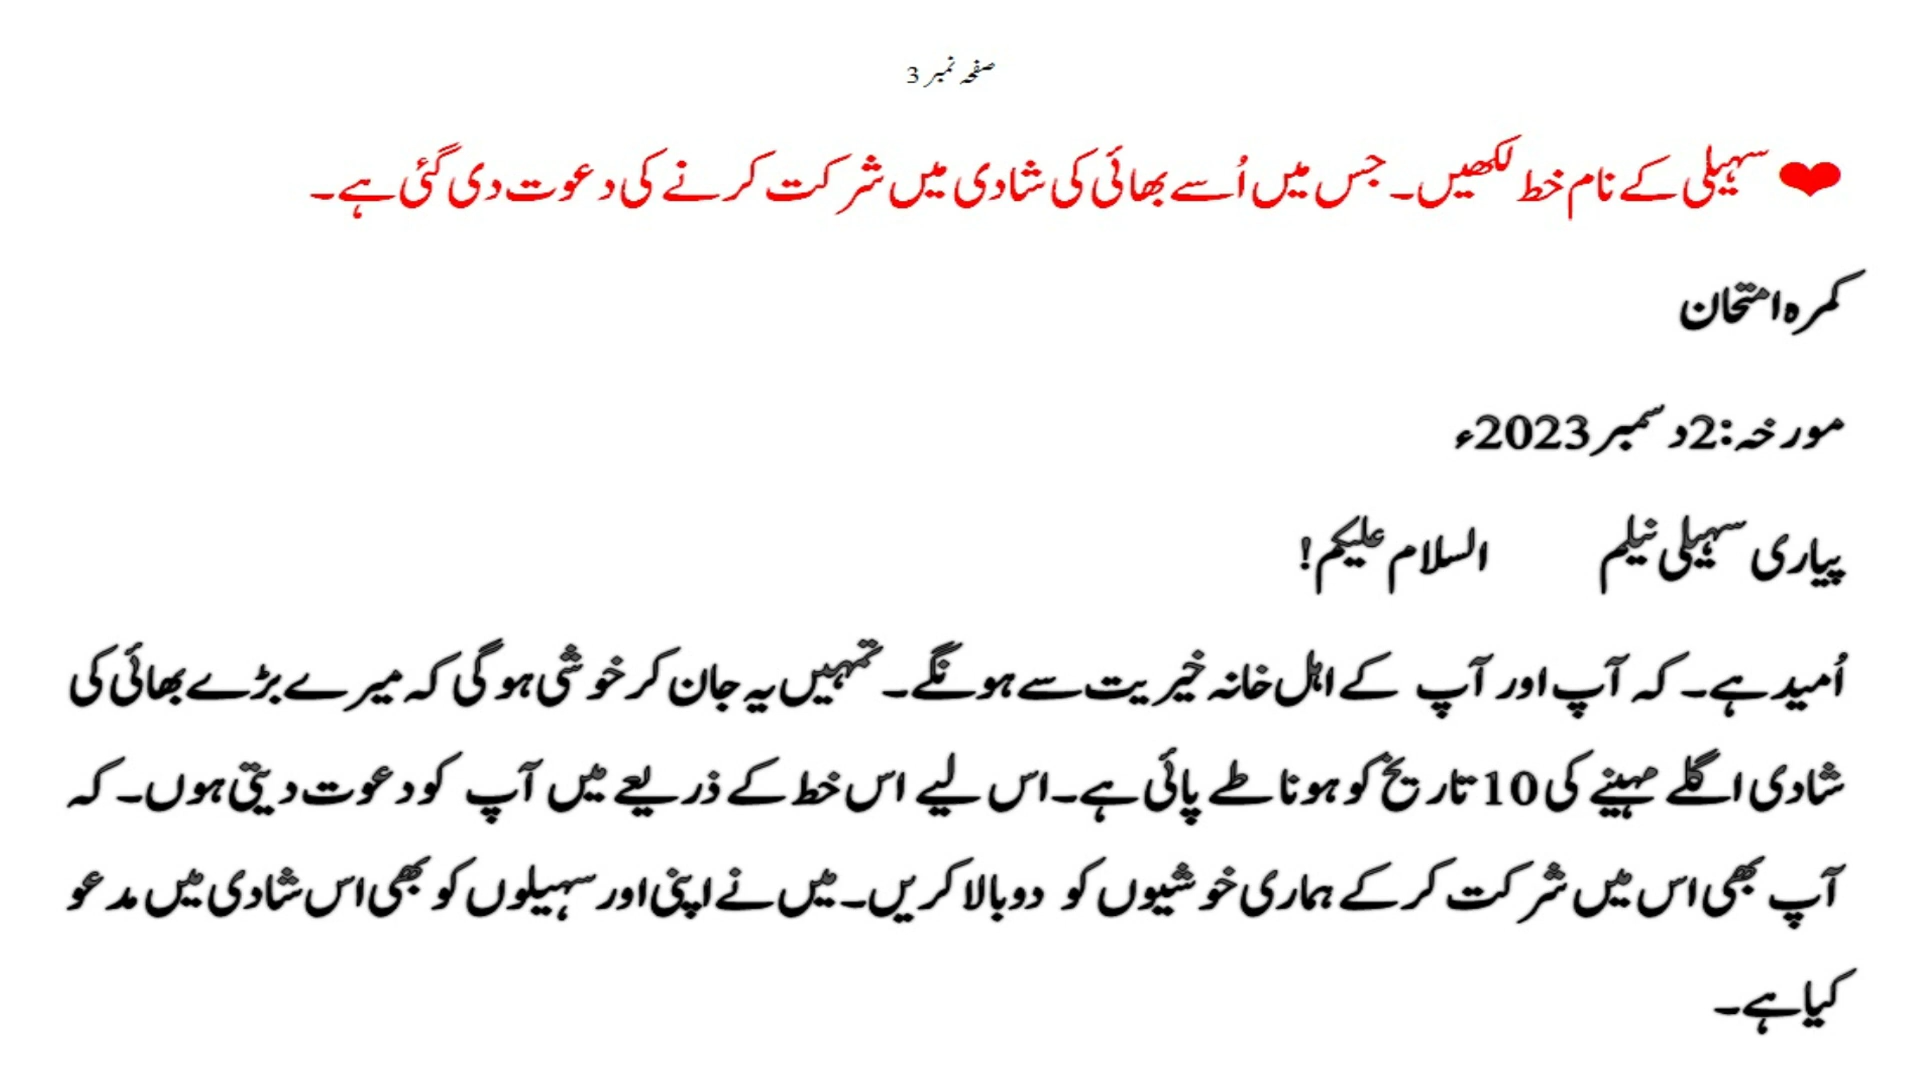 صفحہ نمبر 3
❤ سہیلی کے نام خط لکھیں۔ جس میں اُسے بھائی کی شادی میں شرکت کرنے کی دعوت دی گئی ہے۔
کمرہ امتحان
مورخہ:2دسمبر2023ء
پیاری سہیلی نیلم السلام علیکم!
اُمید ہے۔ کہ آپ اور آپ کے اہل خانہ خیریت سے ہونگے۔ تمہیں یہ جان کر خوشی ہوگی کہ میرے بڑے بھائی کی
شادی اگلے مہینے کی 10 تاریخ کو ہونا طے پائی ہے۔ اس لیے اس خط کے ذریعے میں آپ کو دعوت دیتی ہوں۔ کہ
آپ بھی اس میں شرکت کر کے ہماری خوشیوں کو دوبالا کریں۔ میں نے اپنی اور سہیلوں کو بھی اس شادی میں مدعو
کیا ہے۔